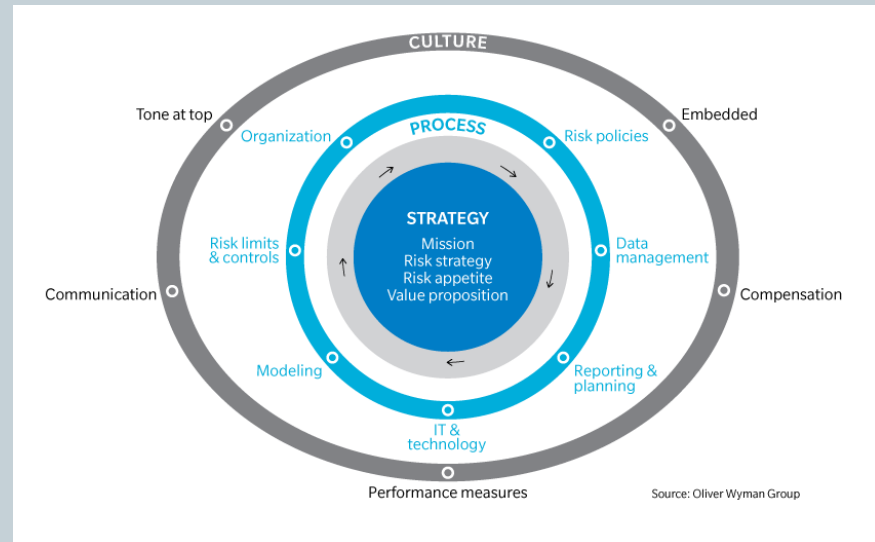 CULTURE
Tone at top
Embedded
PROCESS
Organization
Risk policies
STRATEGY
Mission
Risk strategy
Risk appetite
Value proposition
Risk limits
& controls
Data
management
Communication
Compensation
Modeling
Reporting &
planning
IT &
technology
Performance measures
Source: Oliver Wyman Group